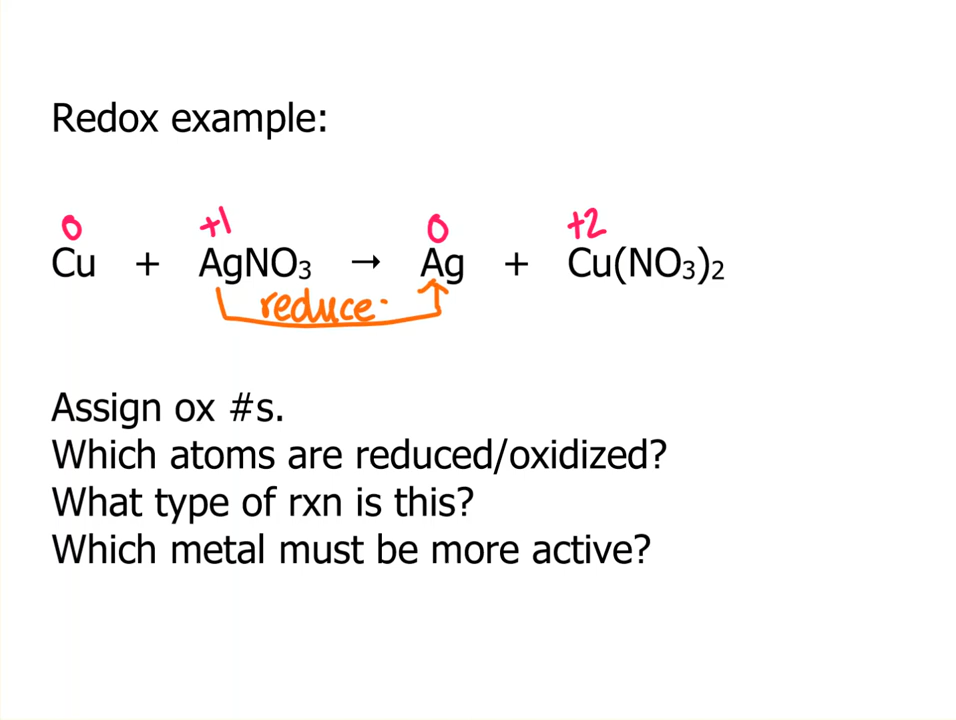 Redox example:
0 +1 0 +2
Cu + AgNO₃ → Ag + Cu(NO₃)₂
reduce
Assign ox #s.
Which atoms are reduced/oxidized?
What type of rxn is this?
Which metal must be more active?